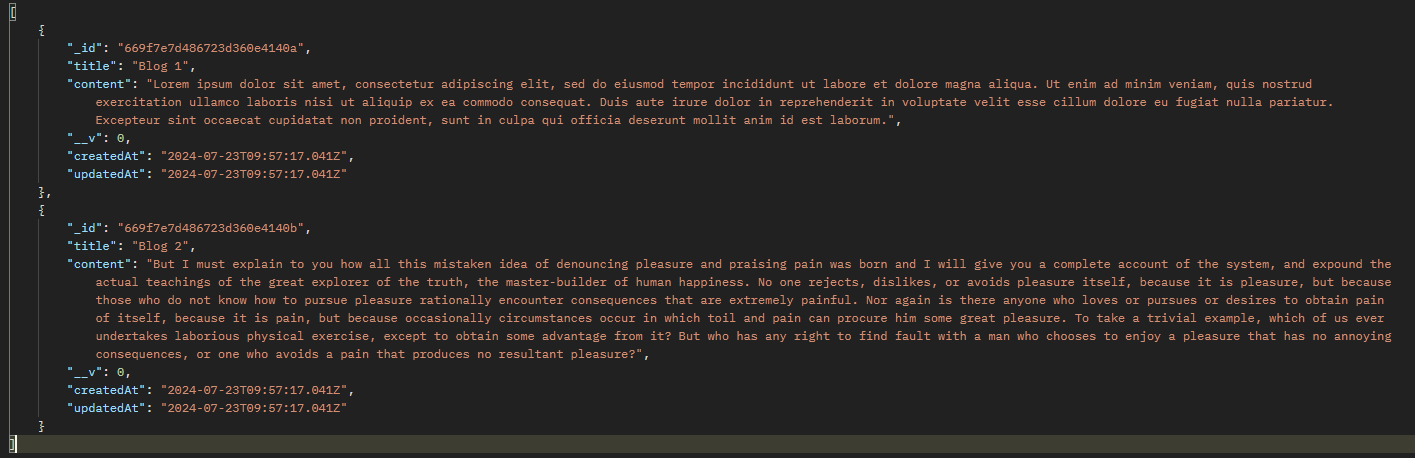 [
{
"_id": "669f7e7d486723d360e4140a",
"title": "Blog 1",
"content": "Lorem ipsum dolor sit amet, consectetur adipiscing elit, sed do eiusmod tempor incididunt ut labore et dolore magna aliqua. Ut enim ad minim veniam, quis nostrud
exercitation ullamco laboris nisi ut aliquip ex ea commodo consequat. Duis aute irure dolor in reprehenderit in voluptate velit esse cillum dolore eu fugiat nulla pariatur.
Excepteur sint occaecat cupidatat non proident, sunt in culpa qui officia deserunt mollit anim id est laborum.",
"__v": 0,
"createdAt": "2024-07-23T09:57:17.041Z",
"updatedAt": "2024-07-23T09:57:17.041Z"
},
{
"_id": "669f7e7d486723d360e4140b",
"title": "Blog 2",
"content": "But I must explain to you how all this mistaken idea of denouncing pleasure and praising pain was born and I will give you a complete account of the system, and expound the
actual teachings of the great explorer of the truth, the master-builder of human happiness. No one rejects, dislikes, or avoids pleasure itself, because it is pleasure, but because
those who do not know how to pursue pleasure rationally encounter consequences that are extremely painful. Nor again is there anyone who loves or pursues or desires to obtain pain
of itself, because it is pain, but because occasionally circumstances occur in which toil and pain can procure him some great pleasure. To take a trivial example, which of us ever
undertakes laborious physical exercise, except to obtain some advantage from it? But who has any right to find fault with a man who chooses to enjoy a pleasure that has no annoying
consequences, or one who avoids a pain that produces no resultant pleasure?",
"__v": 0,
"createdAt": "2024-07-23T09:57:17.041Z",
"updatedAt": "2024-07-23T09:57:17.041Z"
}
]